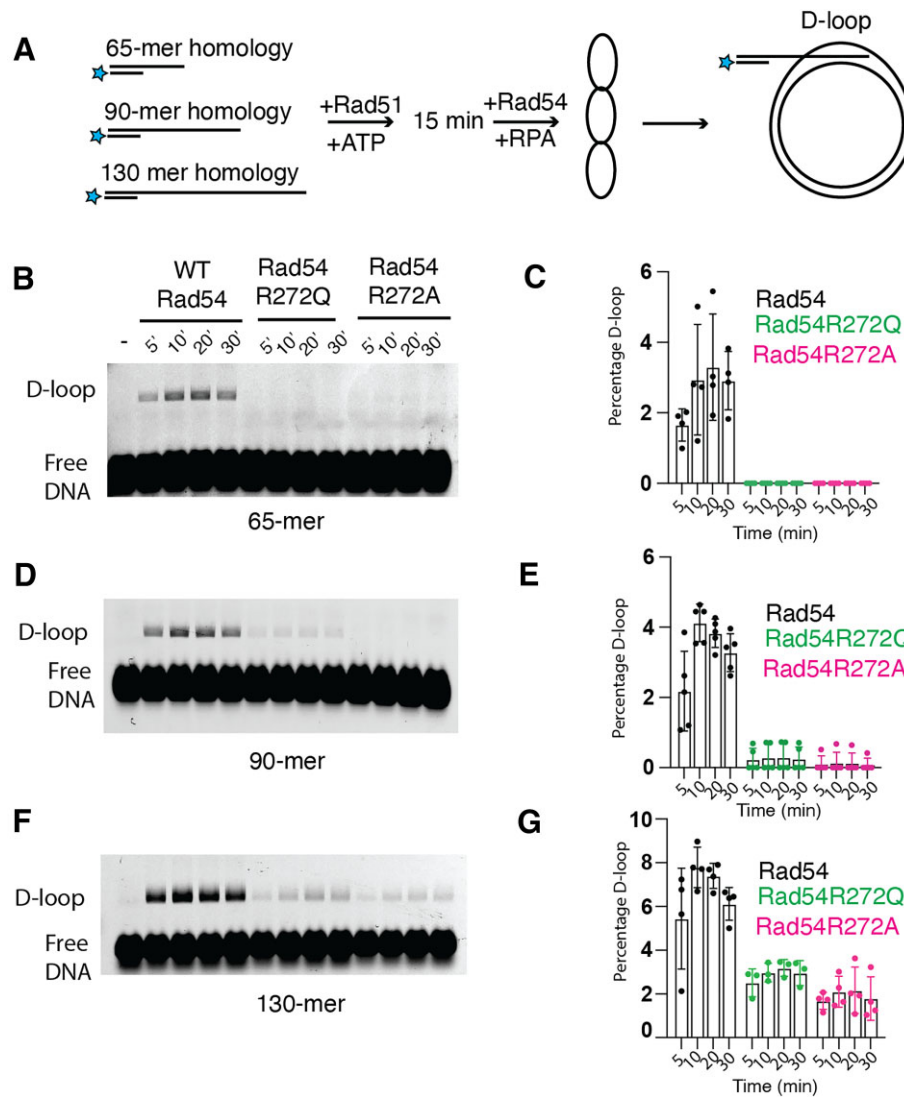 A
65-mer homology
90-mer homology
130 mer homology
+Rad51
+ATP
15 min
+Rad54
+RPA
D-loop
B
WT
Rad54
Rad54
R272Q
Rad54
R272A
- 5' 10' 20' 30' 5' 10' 20' 30' 5' 10' 20' 30'
D-loop
Free
DNA
65-mer
C
Percentage D-loop
6
4
2
0
Rad54
Rad54R272Q
Rad54R272A
5 10 20 30 5 10 20 30 5 10 20 30
Time (min)
D
D-loop
Free
DNA
90-mer
E
Percentage D-loop
6
4
2
0
Rad54
Rad54R272Q
Rad54R272A
5 10 20 30 5 10 20 30 5 10 20 30
Time (min)
F
D-loop
Free
DNA
130-mer
G
Percentage D-loop
10
8
6
4
2
0
Rad54
Rad54R272Q
Rad54R272A
5 10 20 30 5 10 20 30 5 10 20 30
Time (min)